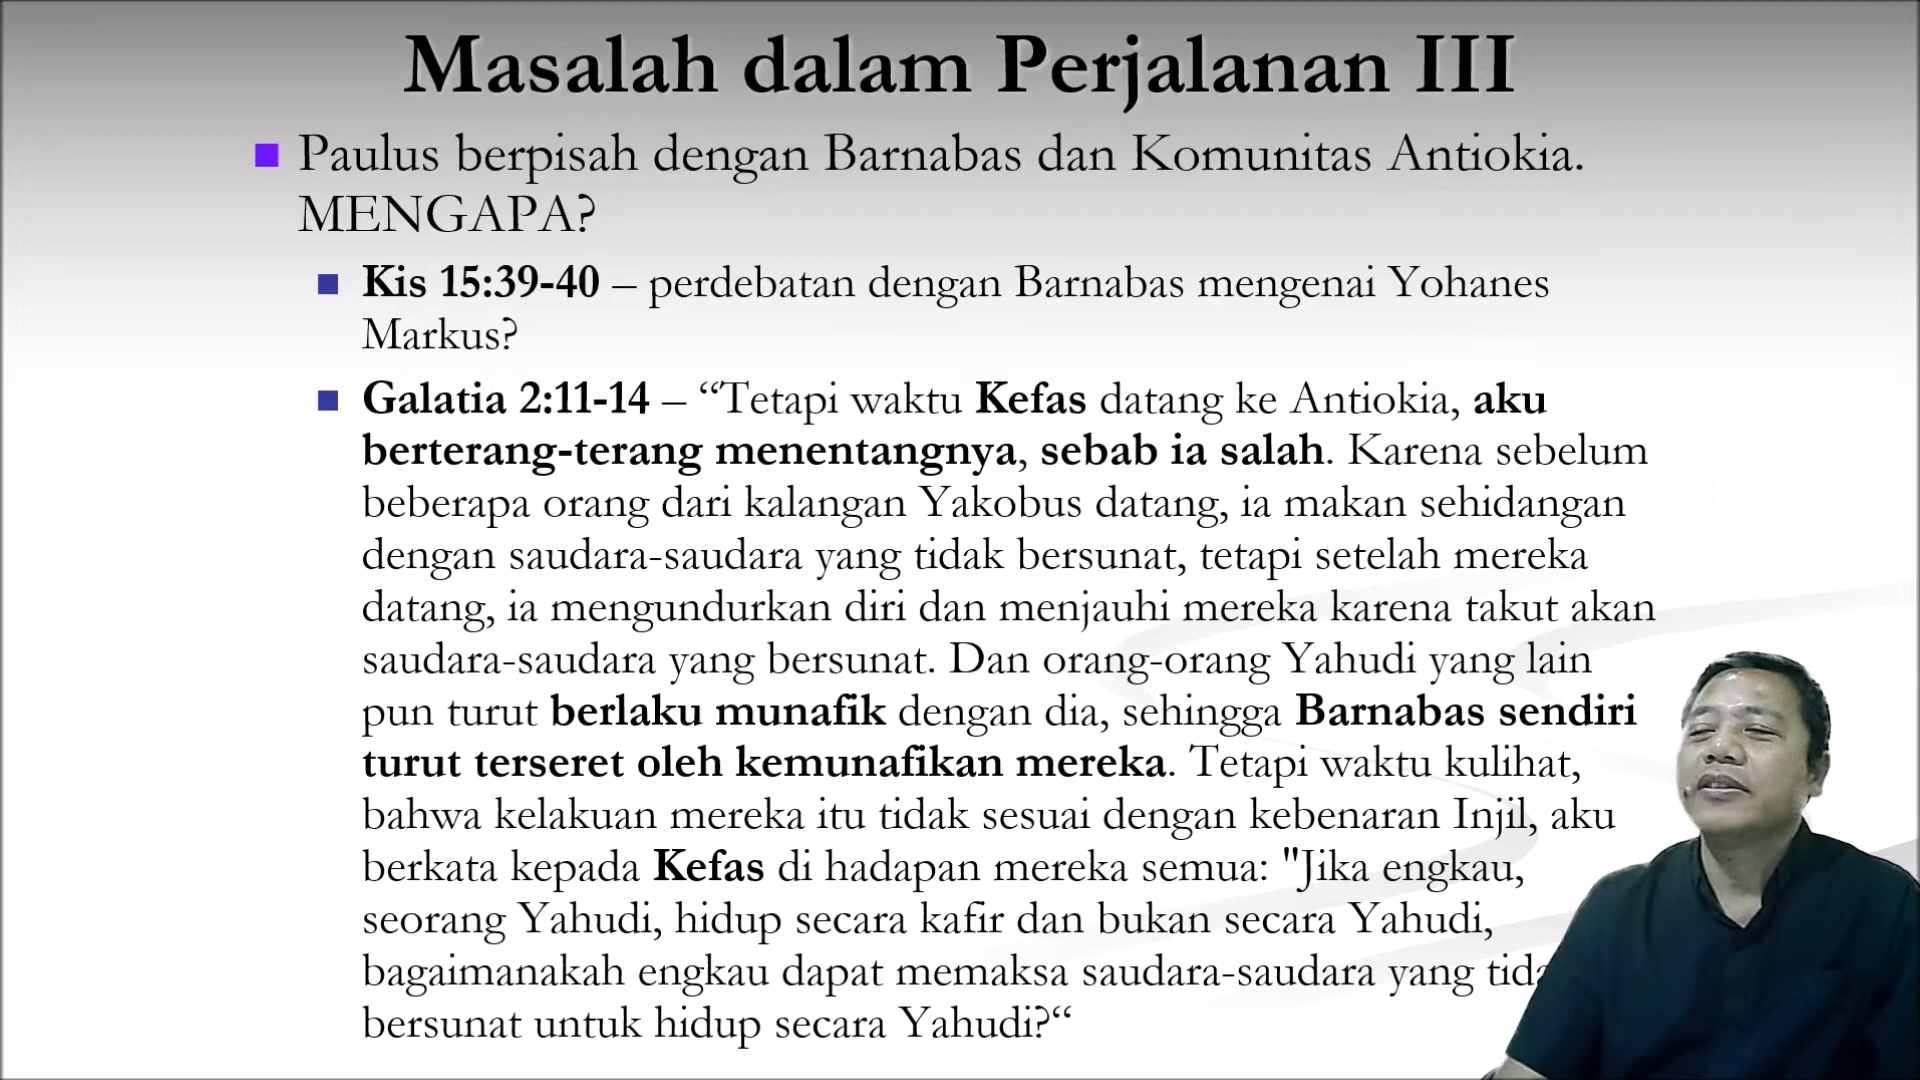 Masalah dalam Perjalanan III
Paulus berpisah dengan Barnabas dan Komunitas Antiokia.
MENGAPA?
Kis 15:39-40 – perdebatan dengan Barnabas mengenai Yohanes
Markus?
Galatia 2:11-14 – “Tetapi waktu Kefas datang ke Antiokia, aku
berterang-terang menentangnya, sebab ia salah. Karena sebelum
beberapa orang dari kalangan Yakobus datang, ia makan sehidangan
dengan saudara-saudara yang tidak bersunat, tetapi setelah mereka
datang, ia mengundurkan diri dan menjauhi mereka karena takut akan
saudara-saudara yang bersunat. Dan orang-orang Yahudi yang lain
pun turut berlaku munafik dengan dia, sehingga Barnabas sendiri
turut terseret oleh kemunafikan mereka. Tetapi waktu kulihat,
bahwa kelakuan mereka itu tidak sesuai dengan kebenaran Injil, aku
berkata kepada Kefas di hadapan mereka semua: "Jika engkau,
seorang Yahudi, hidup secara kafir dan bukan secara Yahudi,
bagaimanakah engkau dapat memaksa saudara-saudara yang
bersunat untuk hidup secara Yahudi?“